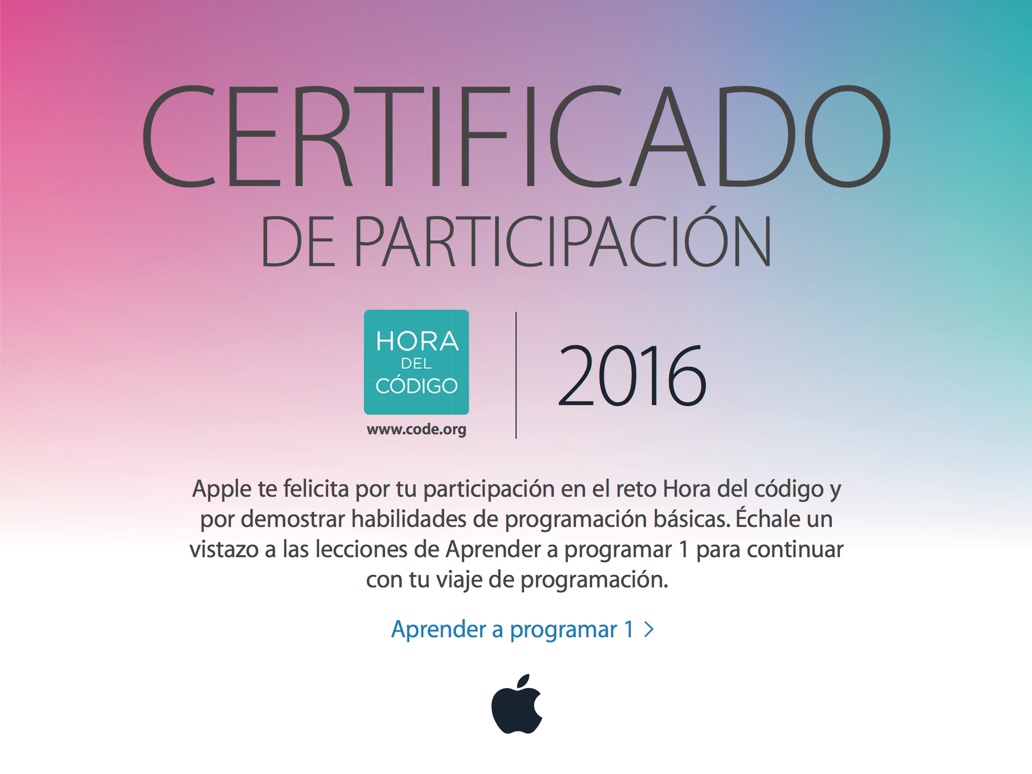 CERTIFICADO
DE PARTICIPACIÓN
HORA
DEL
CÓDIGO
www.code.org
2016
Apple te felicita por tu participación en el reto Hora del código y
por demostrar habilidades de programación básicas. Échale un
vistazo a las lecciones de Aprender a programar 1 para continuar
con tu viaje de programación.
Aprender a programar 1 >